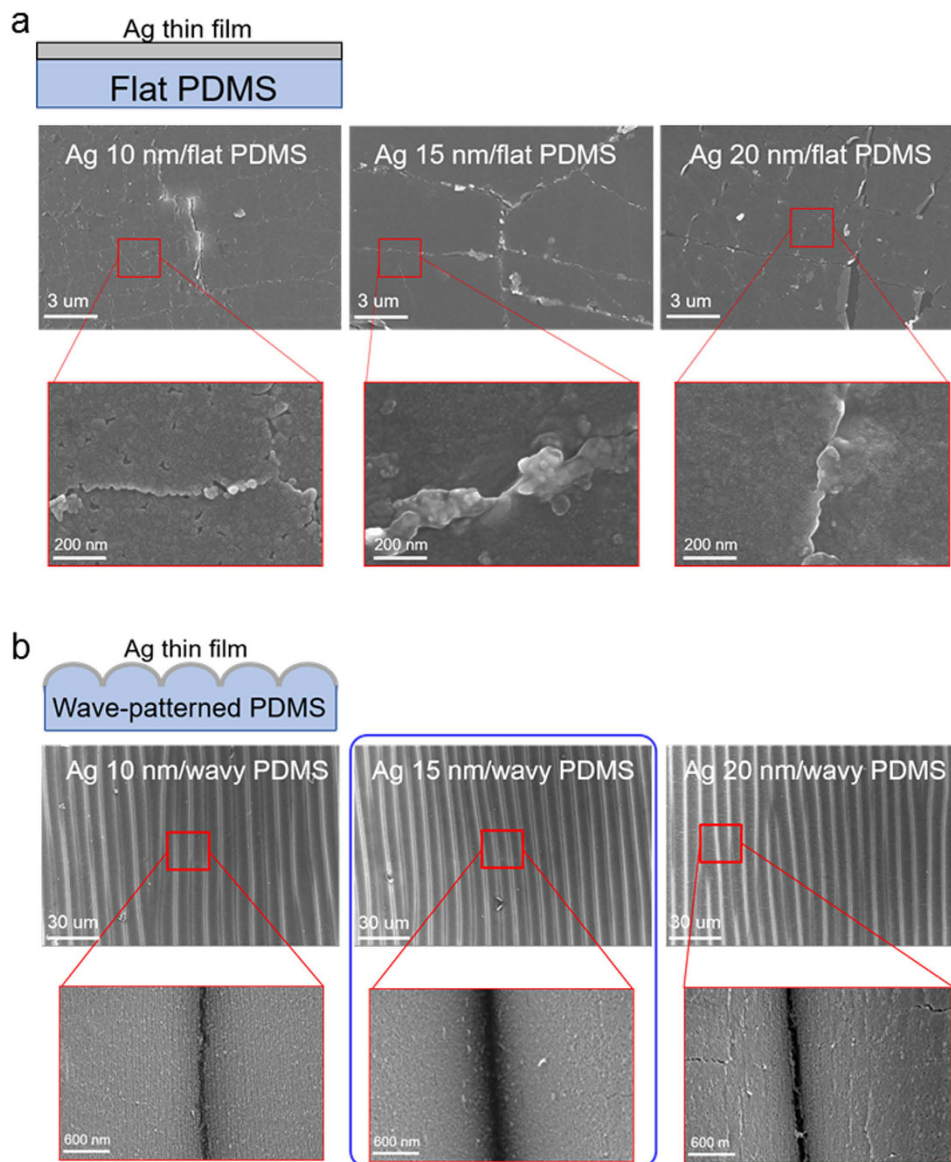 a
Ag thin film
Flat PDMS
Ag 10 nm/flat PDMS
Ag 15 nm/flat PDMS
Ag 20 nm/flat PDMS
3 um
3 um
3 um
200 nm
200 nm
200 nm
b
Ag thin film
Wave-patterned PDMS
Ag 10 nm/wavy PDMS
Ag 15 nm/wavy PDMS
Ag 20 nm/wavy PDMS
30 um
30 um
30 um
600 nm
600 nm
600 m